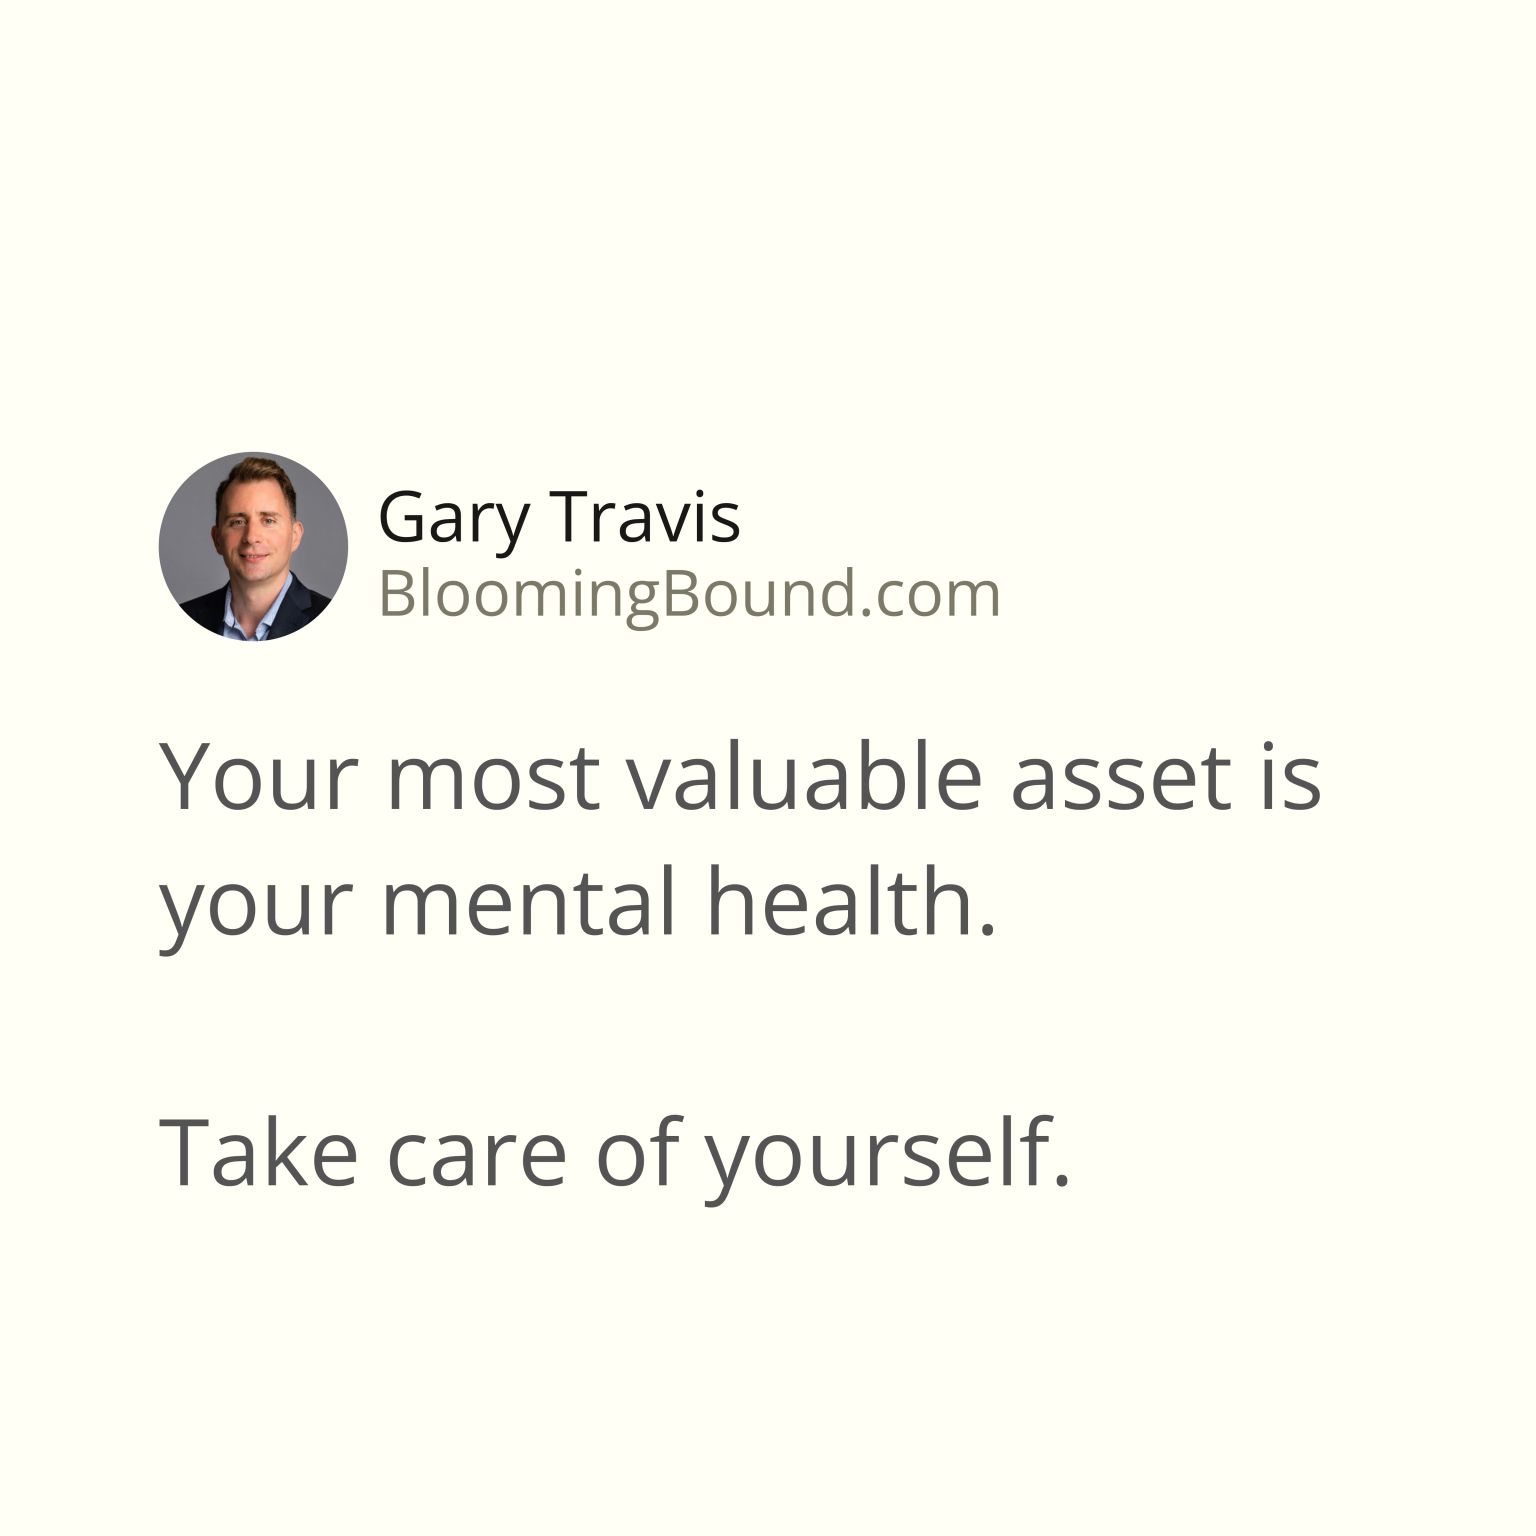 Gary Travis
BloomingBound.com
Your most valuable asset is
your mental health.
Take care of yourself.